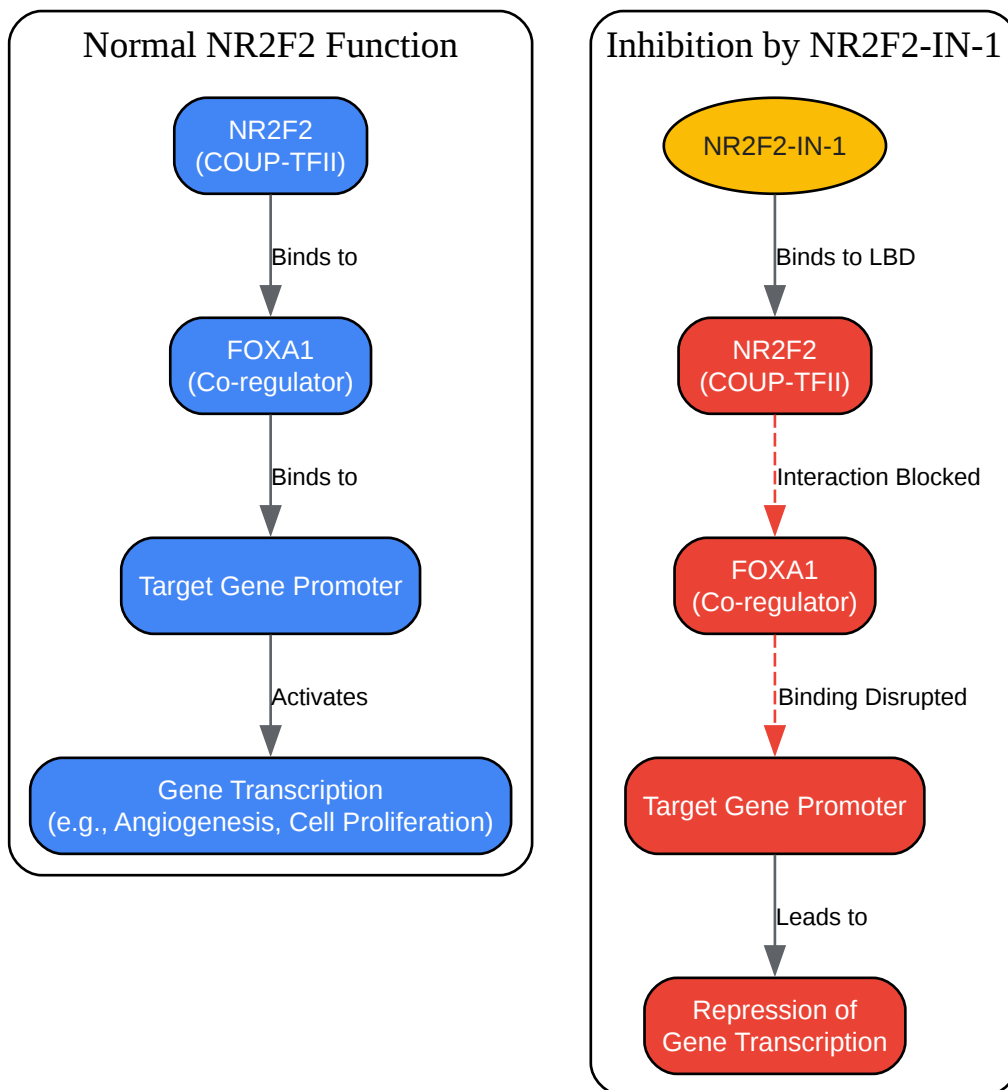 Normal NR2F2 Function
NR2F2
(COUP-TFII)
Binds to
FOXA1
(Co-regulator)
Binds to
Target Gene Promoter
Activates
Gene Transcription
(e.g., Angiogenesis, Cell Proliferation)
Inhibition by NR2F2-IN-1
NR2F2-IN-1
Binds to LBD
NR2F2
(COUP-TFII)
Interaction Blocked
FOXA1
(Co-regulator)
Binding Disrupted
Target Gene Promoter
Leads to
Repression of
Gene Transcription